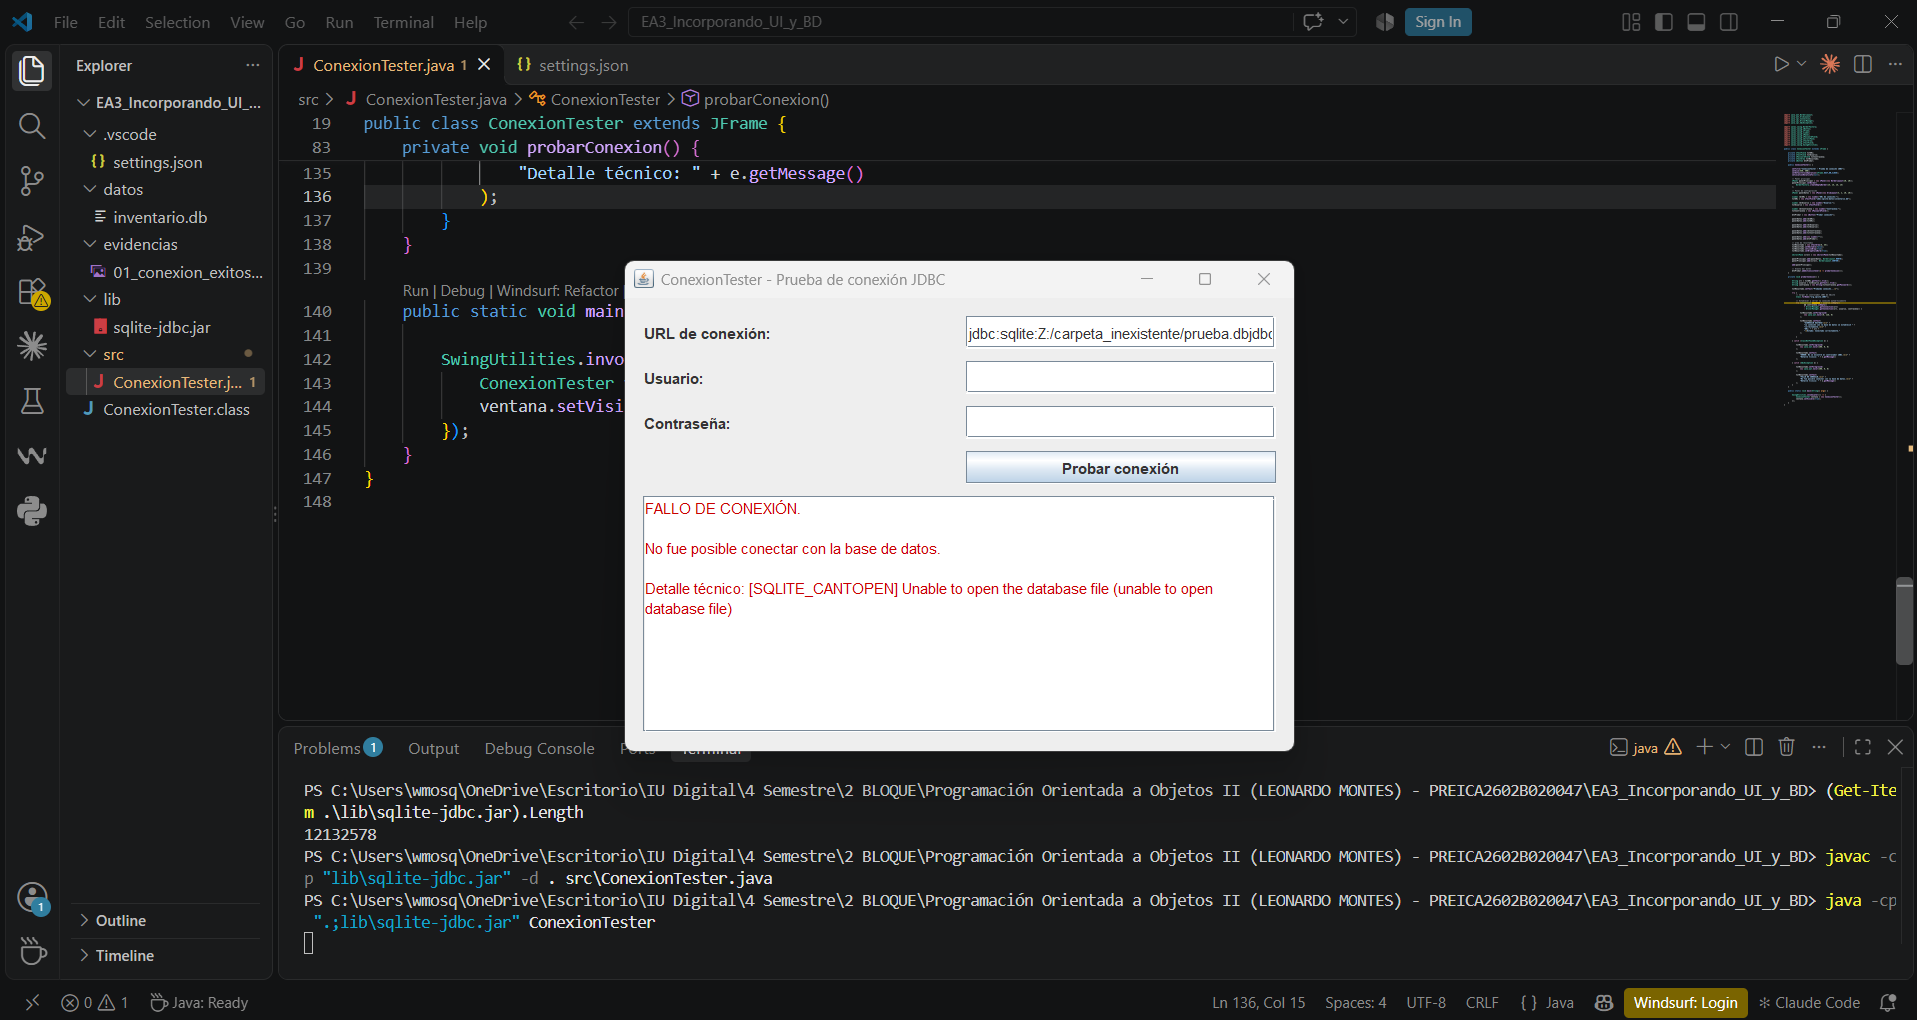 File Edit Selection View Go Run Terminal Help
EA3_Incorporando_UI_y_BD
Sign In
Explorer
EA3_Incorporando_UI_...
.vscode
settings.json
datos
inventario.db
evidencias
01_conexion_exitos...
lib
sqlite-jdbc.jar
src
ConexionTester.j... 1
ConexionTester.class
Outline
Timeline
ConexionTester.java 1
settings.json
src > ConexionTester.java > ConexionTester > probarConexion()
19 public class ConexionTester extends JFrame {
83 private void probarConexion() {
135 "Detalle técnico: " + e.getMessage()
136 );
137 }
138 }
139
Run | Debug | Windsurf: Refactor
140 public static void main
141
142 SwingUtilities.invo
143 ConexionTester
144 ventana.setVisi
145 });
146 }
147 }
148
ConexionTester - Prueba de conexión JDBC
URL de conexión: jdbc:sqlite:Z:/carpeta_inexistente/prueba.dbjdbc
Usuario:
Contraseña:
Probar conexión
FALLO DE CONEXIÓN.
No fue posible conectar con la base de datos.
Detalle técnico: [SQLITE_CANTOPEN] Unable to open the database file (unable to open
database file)
Problems 1 Output Debug Console Ports Terminal
java
PS C:\Users\wmosq\OneDrive\Escritorio\IU Digital\4 Semestre\2 BLOQUE\Programación Orientada a Objetos II (LEONARDO MONTES) - PREICA2602B020047\EA3_Incorporando_UI_y_BD> (Get-Ite
m .\lib\sqlite-jdbc.jar).Length
12132578
PS C:\Users\wmosq\OneDrive\Escritorio\IU Digital\4 Semestre\2 BLOQUE\Programación Orientada a Objetos II (LEONARDO MONTES) - PREICA2602B020047\EA3_Incorporando_UI_y_BD> javac -c
p "lib\sqlite-jdbc.jar" -d . src\ConexionTester.java
PS C:\Users\wmosq\OneDrive\Escritorio\IU Digital\4 Semestre\2 BLOQUE\Programación Orientada a Objetos II (LEONARDO MONTES) - PREICA2602B020047\EA3_Incorporando_UI_y_BD> java -cp
".;lib\sqlite-jdbc.jar" ConexionTester
1
0 1 Java: Ready
Ln 136, Col 15 Spaces: 4 UTF-8 CRLF { } Java Windsurf: Login Claude Code